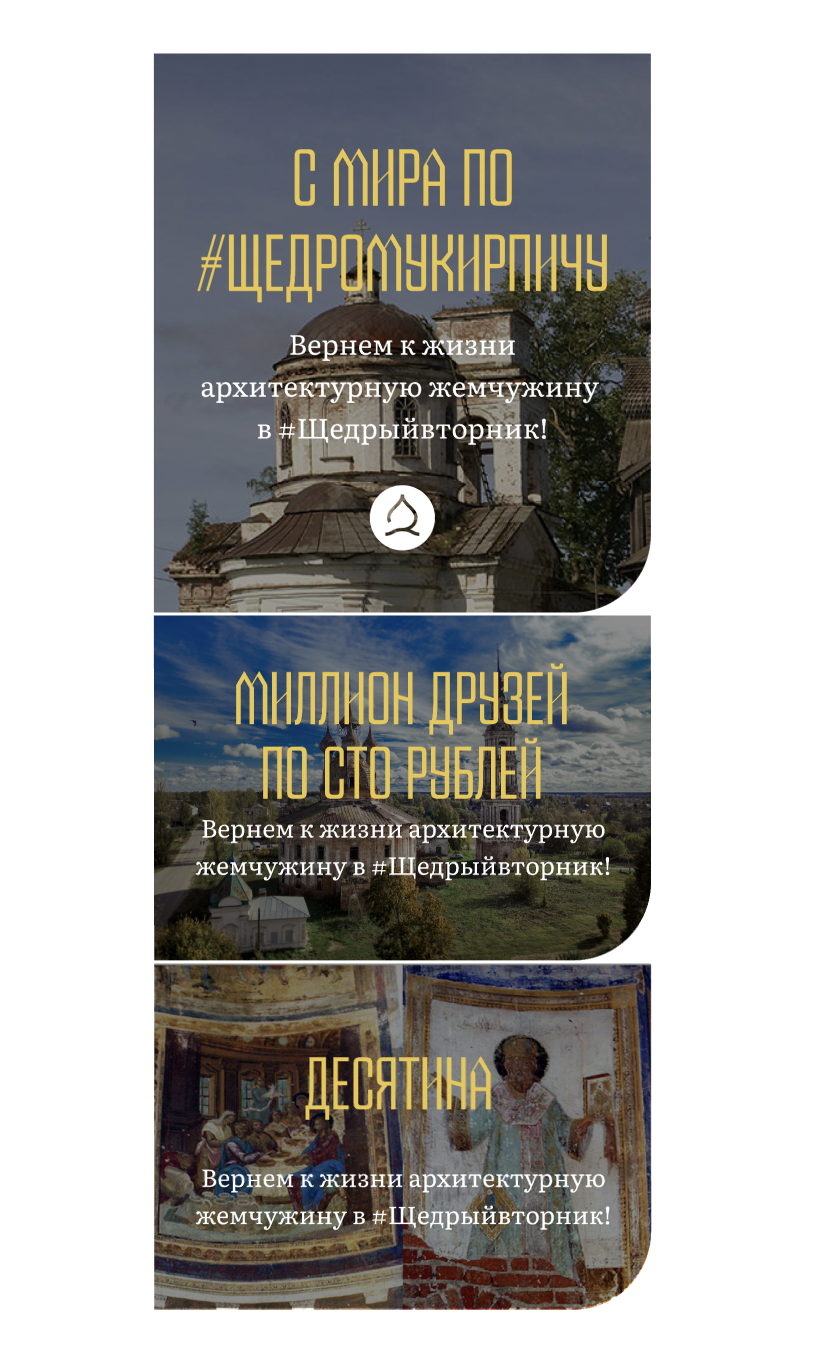 С МИРА ПО
#ЩЕДРОМУКИРПИЧУ
Вернем к жизни
архитектурную жемчужину
в #Щедрыйвторник!
МИЛЛИОН ДРУЗЕЙ
ПО СТО РУБЛЕЙ
Вернем к жизни архитектурную
жемчужину в #Щедрыйвторник!
ДЕСЯТИНА
Вернем к жизни архитектурную
жемчужину в #Щедрыйвторник!